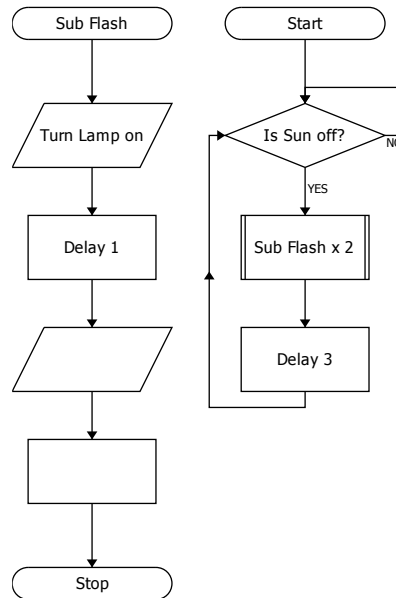 Sub Flash
Turn Lamp on
Delay 1
Stop
Start
Is Sun off?
NO
YES
Sub Flash x 2
Delay 3